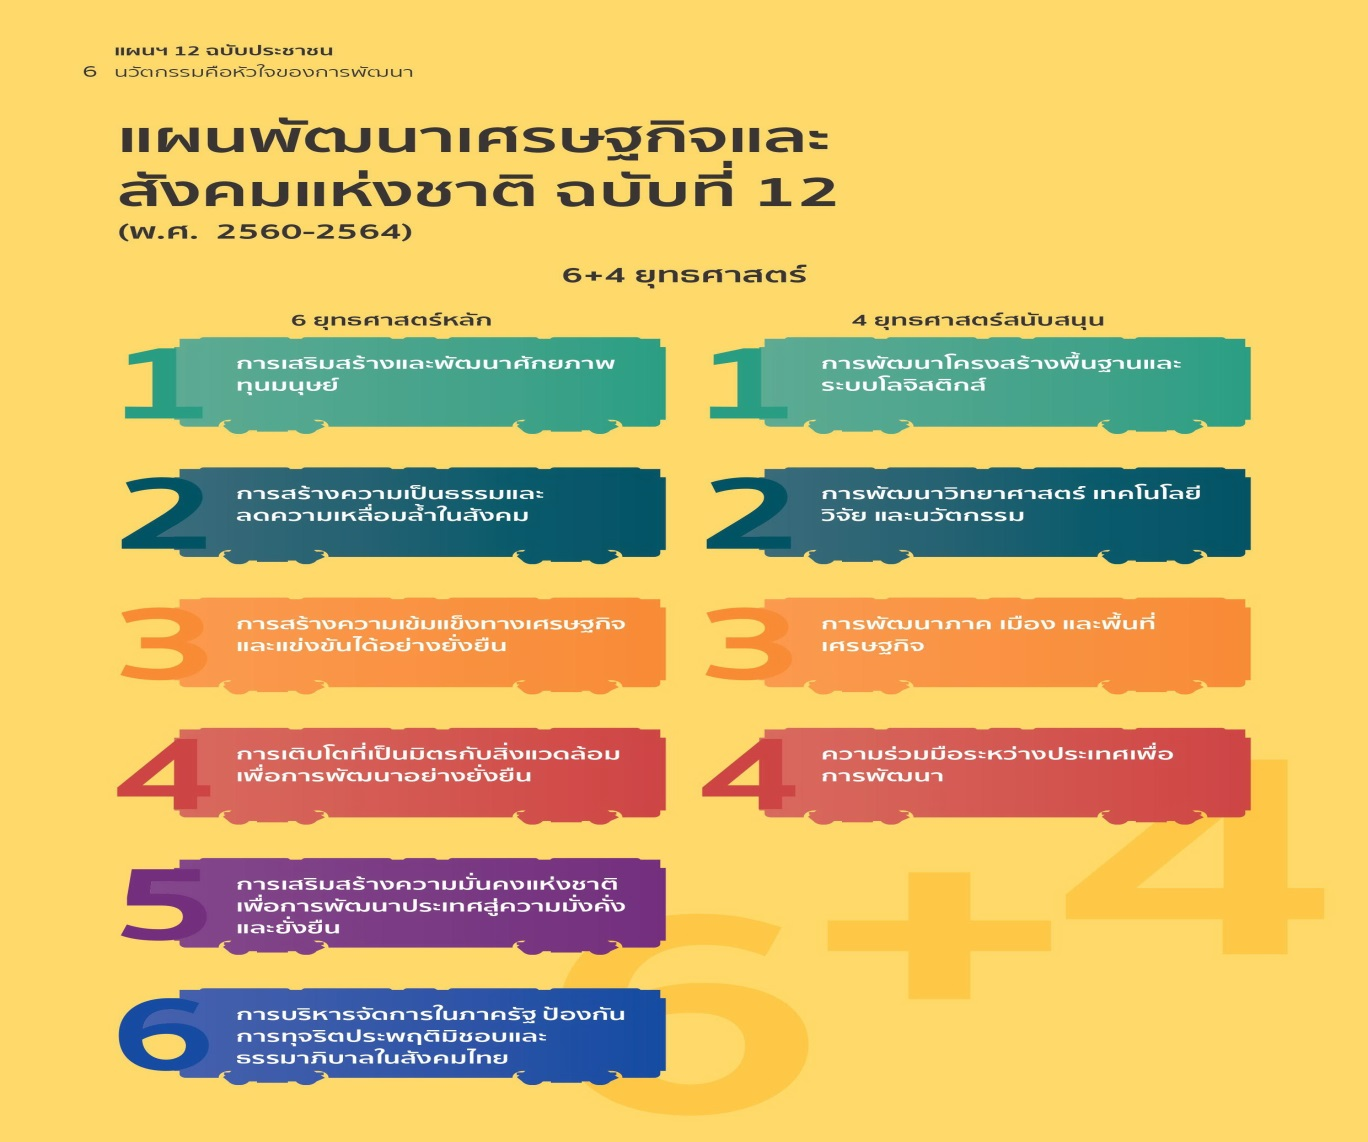 แผนฯ 12 ฉบับประชาชน
6 นวัตกรรมคือหัวใจของการพัฒนา
แผนพัฒนาเศรษฐกิจและ
สังคมแห่งชาติ ฉบับที่ 12
(พ.ศ. 2560-2564)
6+4 ยุทธศาสตร์
6 ยุทธศาสตร์หลัก
1
การเสริมสร้างและพัฒนาศักยภาพ
ทุนมนุษย์
2
การสร้างความเป็นธรรมและ
ลดความเหลื่อมล้ำในสังคม
3
การสร้างความเข้มแข็งทางเศรษฐกิจ
และแข่งขันได้อย่างยั่งยืน
4
การเติบโตที่เป็นมิตรกับสิ่งแวดล้อม
เพื่อการพัฒนาอย่างยั่งยืน
5
การเสริมสร้างความมั่นคงแห่งชาติ
เพื่อการพัฒนาประเทศสู่ความมั่งคั่ง
และยั่งยืน
6
การบริหารจัดการในภาครัฐ ป้องกัน
การทุจริตประพฤติมิชอบและ
ธรรมาภิบาลในสังคมไทย
4 ยุทธศาสตร์สนับสนุน
1
การพัฒนาโครงสร้างพื้นฐานและ
ระบบโลจิสติกส์
2
การพัฒนาวิทยาศาสตร์ เทคโนโลยี
วิจัย และนวัตกรรม
3
การพัฒนาภาค เมือง และพื้นที่
เศรษฐกิจ
4
ความร่วมมือระหว่างประเทศเพื่อ
การพัฒนา
6+4